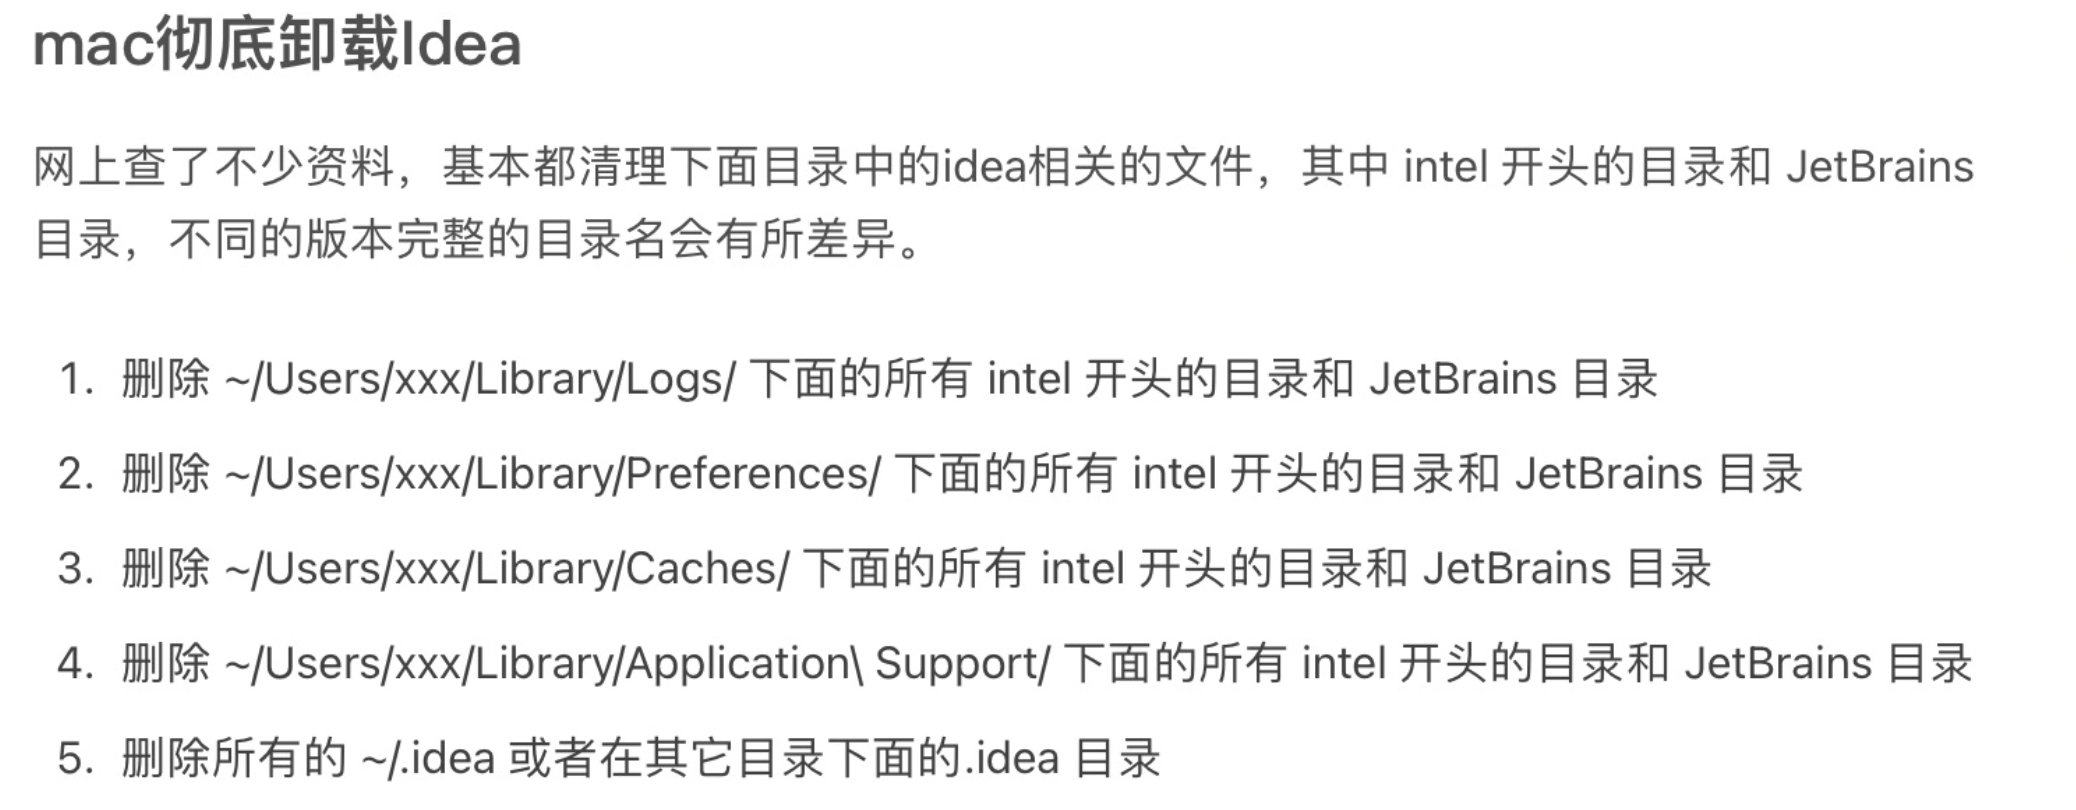 mac彻底卸载Idea
网上查了不少资料，基本都清理下面目录中的idea相关的文件，其中 intel 开头的目录和 JetBrains
目录，不同的版本完整的目录名会有所差异。
1. 删除 ~/Users/xxx/Library/Logs/ 下面的所有 intel 开头的目录和 JetBrains 目录
2. 删除 ~/Users/xxx/Library/Preferences/ 下面的所有 intel 开头的目录和 JetBrains 目录
3. 删除 ~/Users/xxx/Library/Caches/ 下面的所有 intel 开头的目录和 JetBrains 目录
4. 删除 ~/Users/xxx/Library/Application\ Support/ 下面的所有 intel 开头的目录和 JetBrains 目录
5. 删除所有的 ~/.idea 或者在其它目录下面的.idea 目录